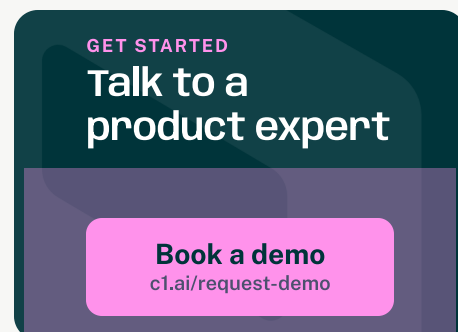 GET STARTED
Talk to a
product expert
Book a demo
c1.ai/request-demo